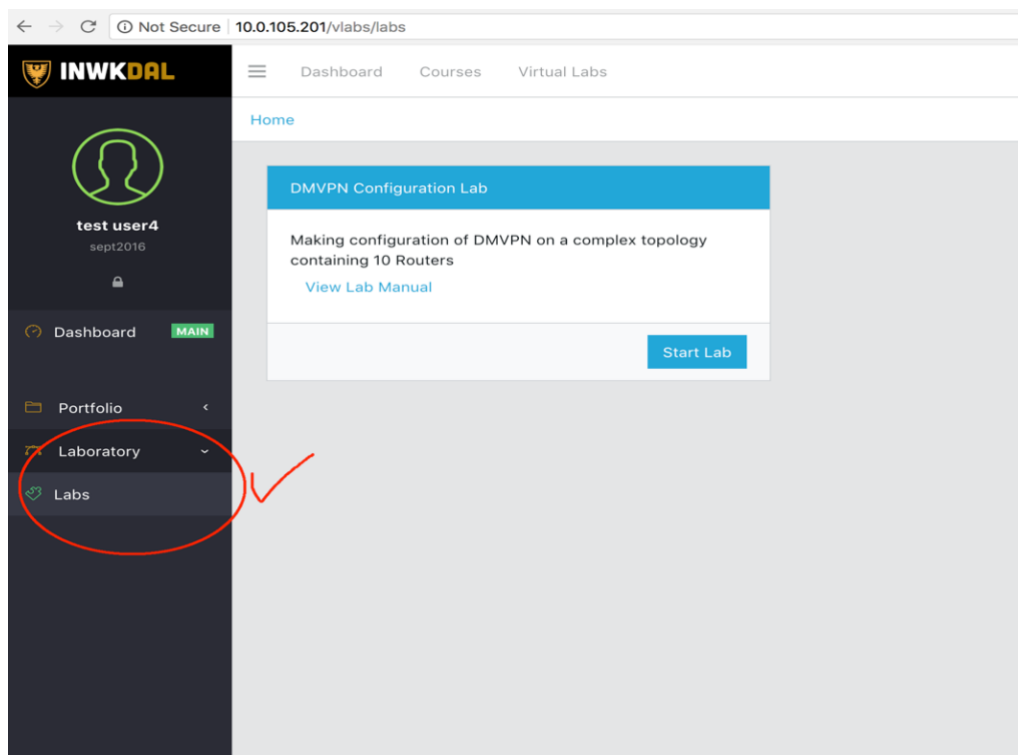 Not Secure | 10.0.105.201/vlabs/labs
INWKDAL
Dashboard Courses Virtual Labs
Home
test user4
sept2016
Dashboard MAIN
Portfolio
Laboratory
Labs
DMVPN Configuration Lab
Making configuration of DMVPN on a complex topology
containing 10 Routers
View Lab Manual
Start Lab